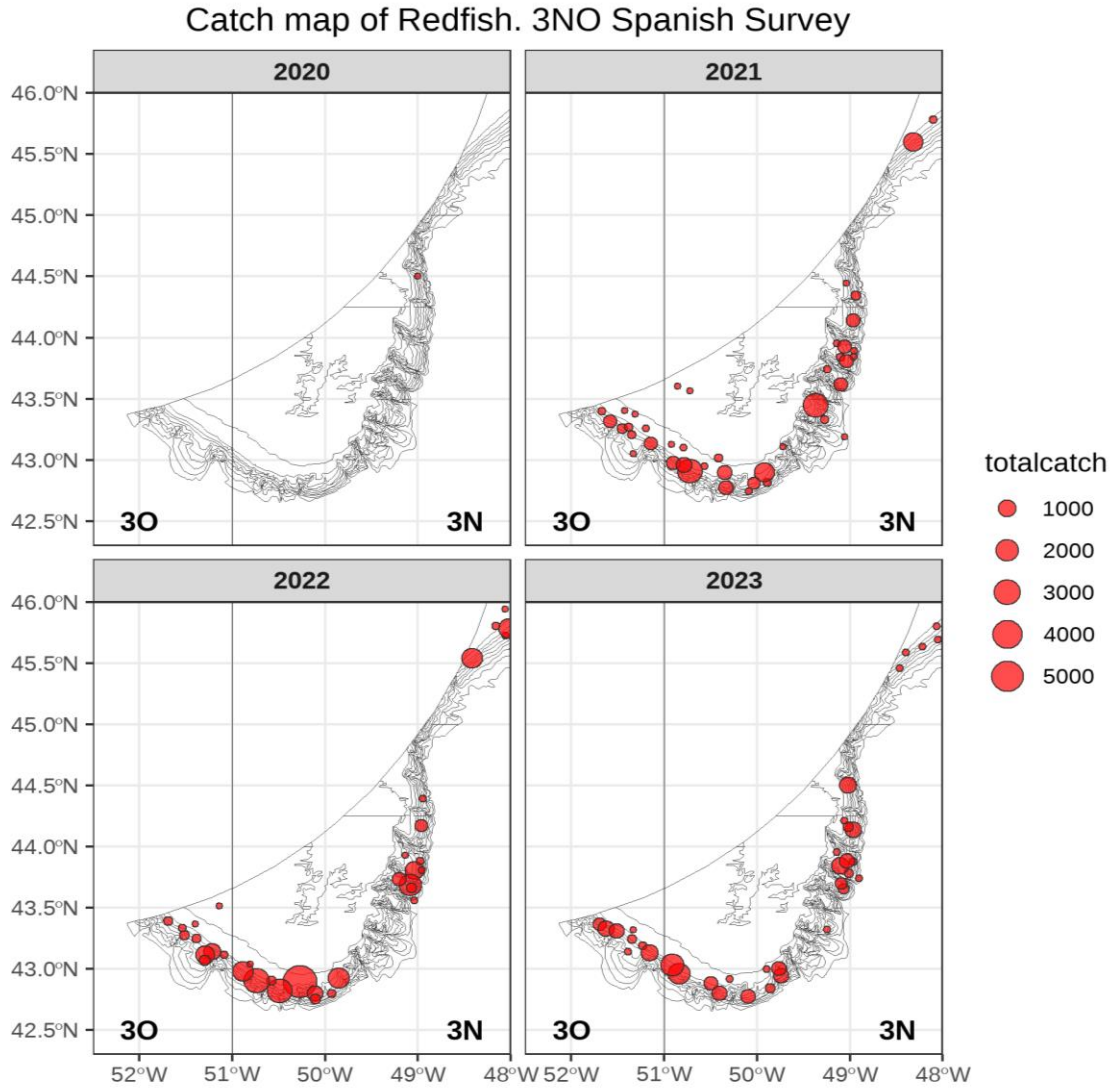 Catch map of Redfish. 3NO Spanish Survey
2020
2021
46.0°N
45.5°N
45.0°N
44.5°N
44.0°N
43.5°N
43.0°N
42.5°N
3O
3N
3O
3N
2022
2023
46.0°N
45.5°N
45.0°N
44.5°N
44.0°N
43.5°N
43.0°N
42.5°N
3O
3N
3O
3N
52°W 51°W 50°W 49°W 48°W 52°W 51°W 50°W 49°W 48°W
totalcatch
1000
2000
3000
4000
5000